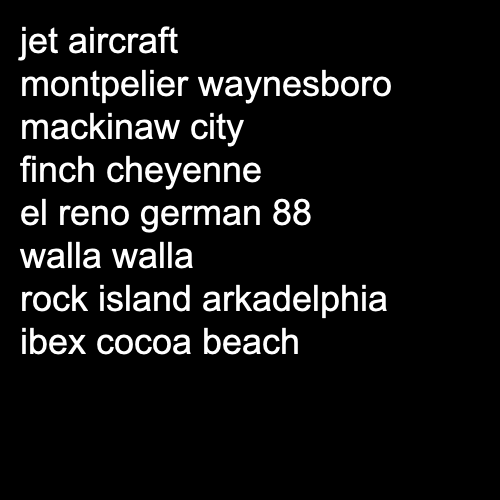 jet aircraft
montpelier waynesboro
mackinaw city
finch cheyenne
el reno german 88
walla walla
rock island arkadelphia
ibex cocoa beach